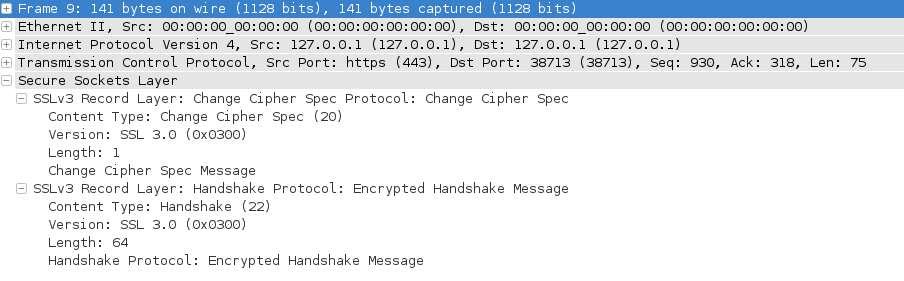 Frame 9: 141 bytes on wire (1128 bits), 141 bytes captured (1128 bits)
Ethernet II, Src: 00:00:00_00:00:00 (00:00:00:00:00:00), Dst: 00:00:00_00:00:00 (00:00:00:00:00:00)
Internet Protocol Version 4, Src: 127.0.0.1 (127.0.0.1), Dst: 127.0.0.1 (127.0.0.1)
Transmission Control Protocol, Src Port: https (443), Dst Port: 38713 (38713), Seq: 930, Ack: 318, Len: 75
Secure Sockets Layer
SSLv3 Record Layer: Change Cipher Spec Protocol: Change Cipher Spec
Content Type: Change Cipher Spec (20)
Version: SSL 3.0 (0x0300)
Length: 1
Change Cipher Spec Message
SSLv3 Record Layer: Handshake Protocol: Encrypted Handshake Message
Content Type: Handshake (22)
Version: SSL 3.0 (0x0300)
Length: 64
Handshake Protocol: Encrypted Handshake Message